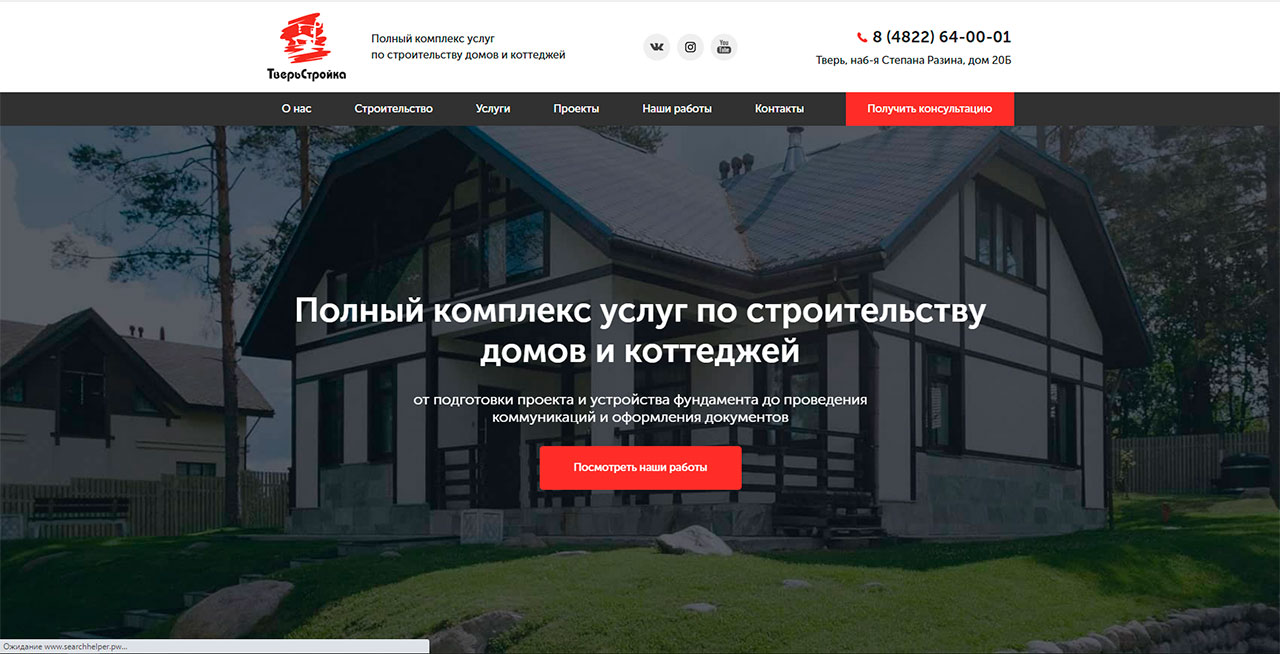 ТверьСтройка
Полный комплекс услуг
по строительству домов и коттеджей
You
Tube
8 (4822) 64-00-01
Тверь, наб-я Степана Разина, дом 20Б
О нас
Строительство
Услуги
Проекты
Наши работы
Контакты
Получить консультацию
Полный комплекс услуг по строительству
домов и коттеджей
от подготовки проекта и устройства фундамента до проведения
коммуникаций и оформления документов
Посмотреть наши работы
Ожидание www.searchhelper.pw...